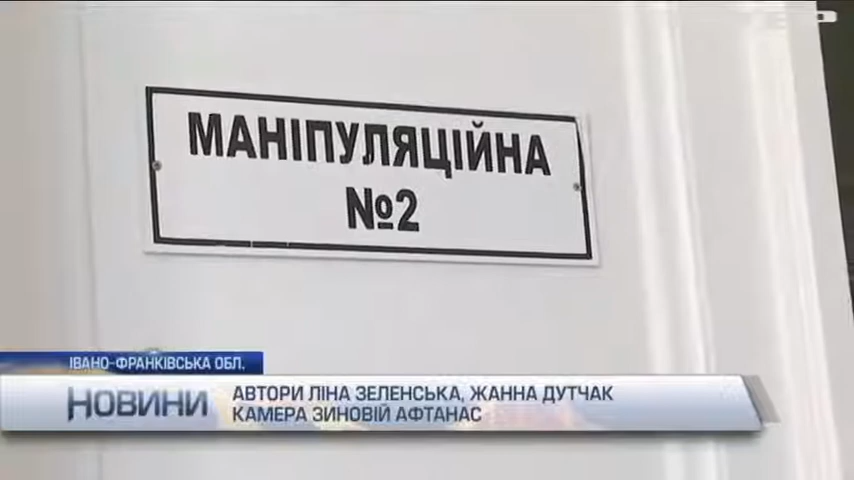 МАНІПУЛЯЦІЙНА
№2
ІВАНО-ФРАНКІВСЬКА ОБЛ.
НОВИНИ
АВТОРИ ЛІНА ЗЕЛЕНСЬКА, ЖАННА ДУТЧАК
КАМЕРА ЗИНОВІЙ АФТАНАС